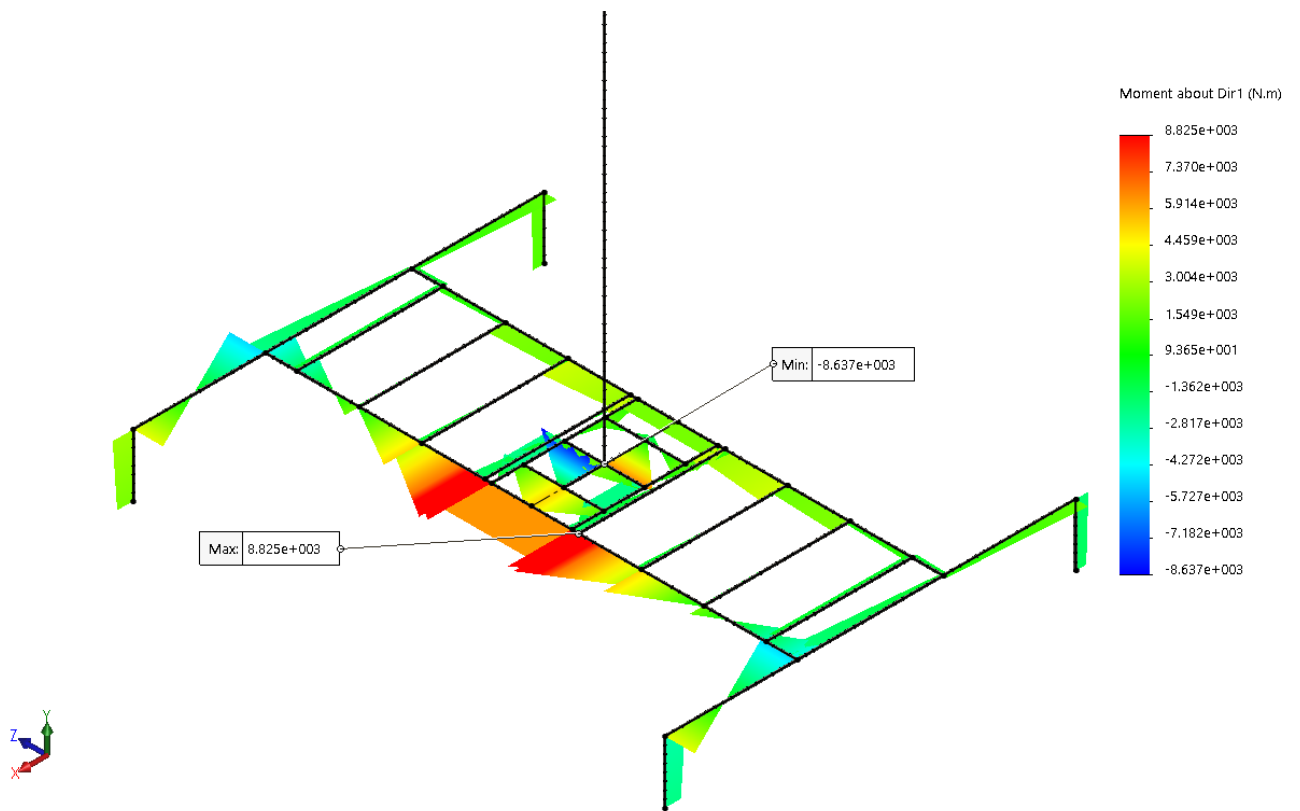 Moment about Dir1 (N.m)
8.825e+003
7.370e+003
5.914e+003
4.459e+003
3.004e+003
1.549e+003
9.365e+001
-1.362e+003
-2.817e+003
-4.272e+003
-5.727e+003
-7.182e+003
-8.637e+003
Min: -8.637e+003
Max: 8.825e+003
Y
Z
X